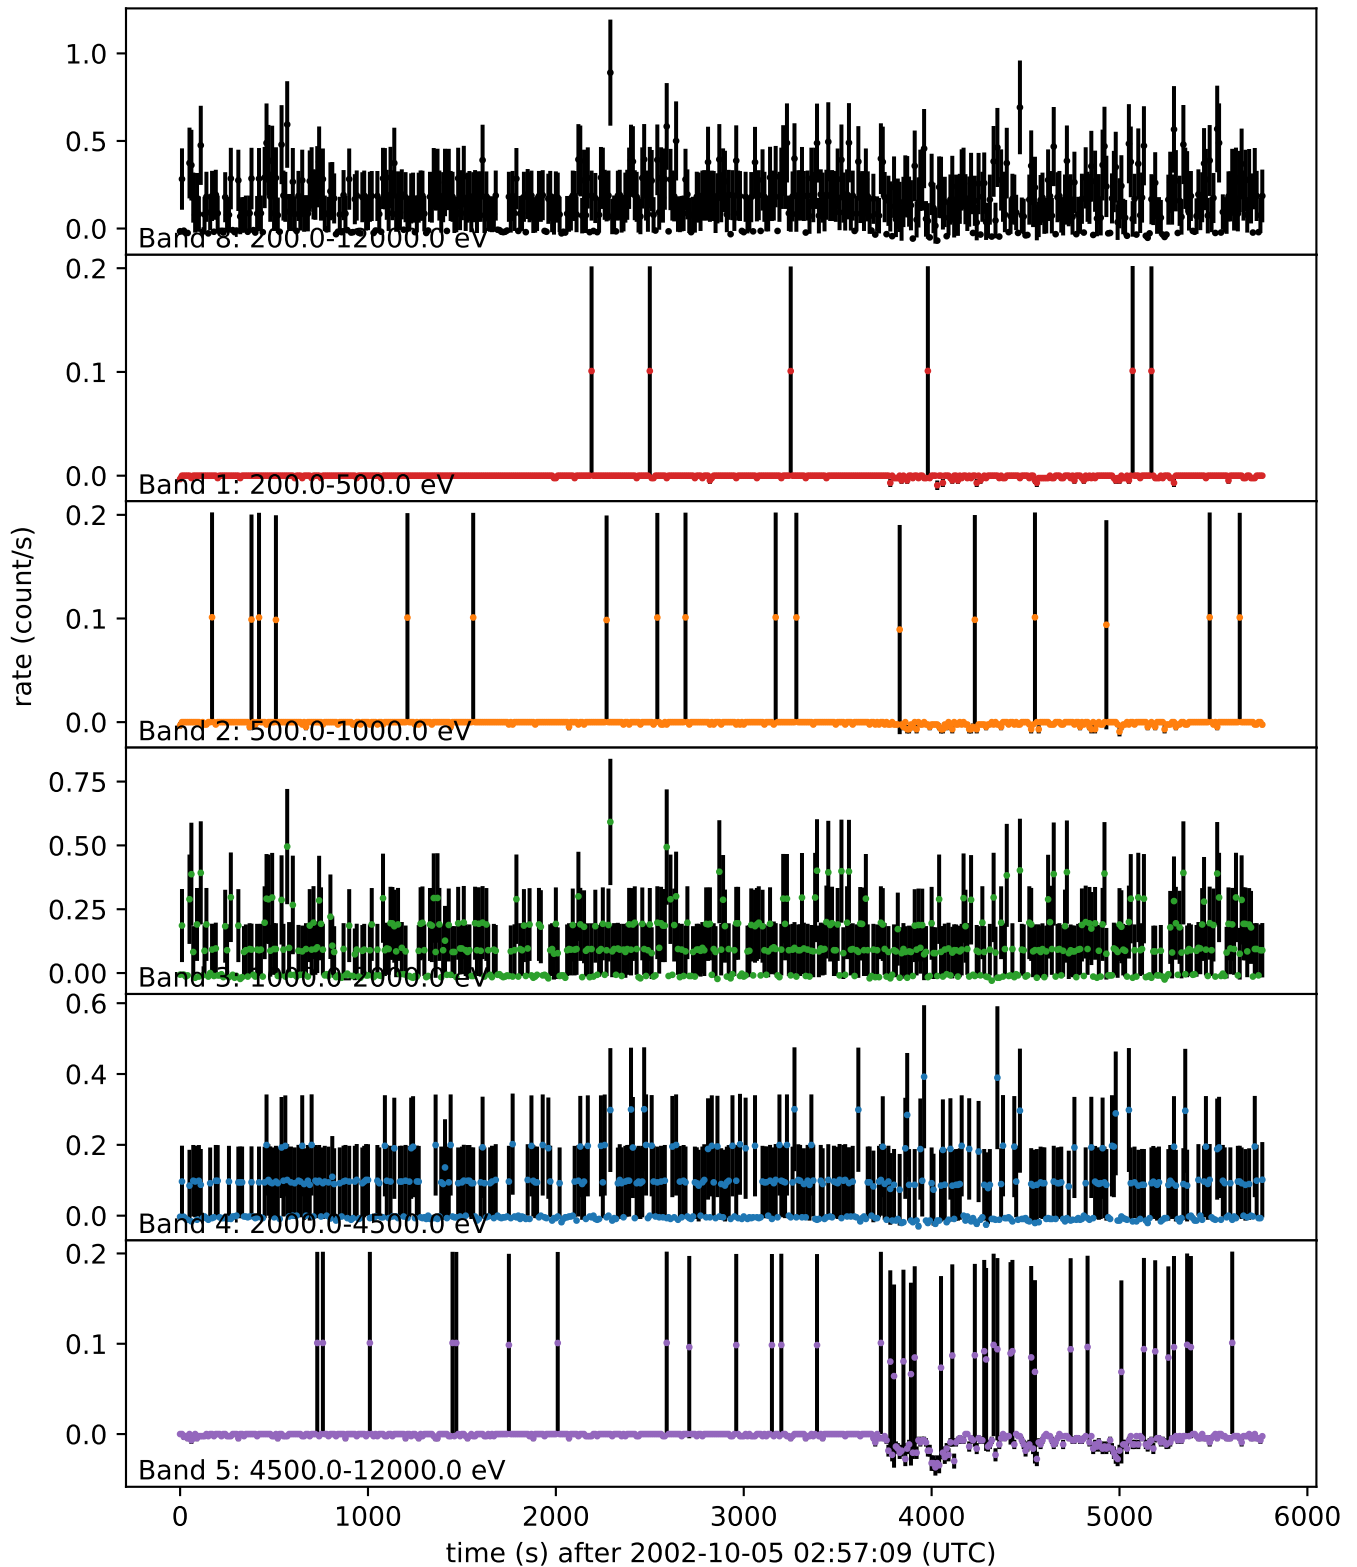 1.0
0.5
0.0
Band 8: 200.0-12000.0 eV
0.2
0.1
0.0
Band 1: 200.0-500.0 eV
0.2
0.1
0.0
Band 2: 500.0-1000.0 eV
rate (count/s)
0.75
0.50
0.25
0.00
Band 3: 1000.0-2000.0 eV
0.6
0.4
0.2
0.0
Band 4: 2000.0-4500.0 eV
0.2
0.1
0.0
Band 5: 4500.0-12000.0 eV
0 1000 2000 3000 4000 5000 6000
time (s) after 2002-10-05 02:57:09 (UTC)